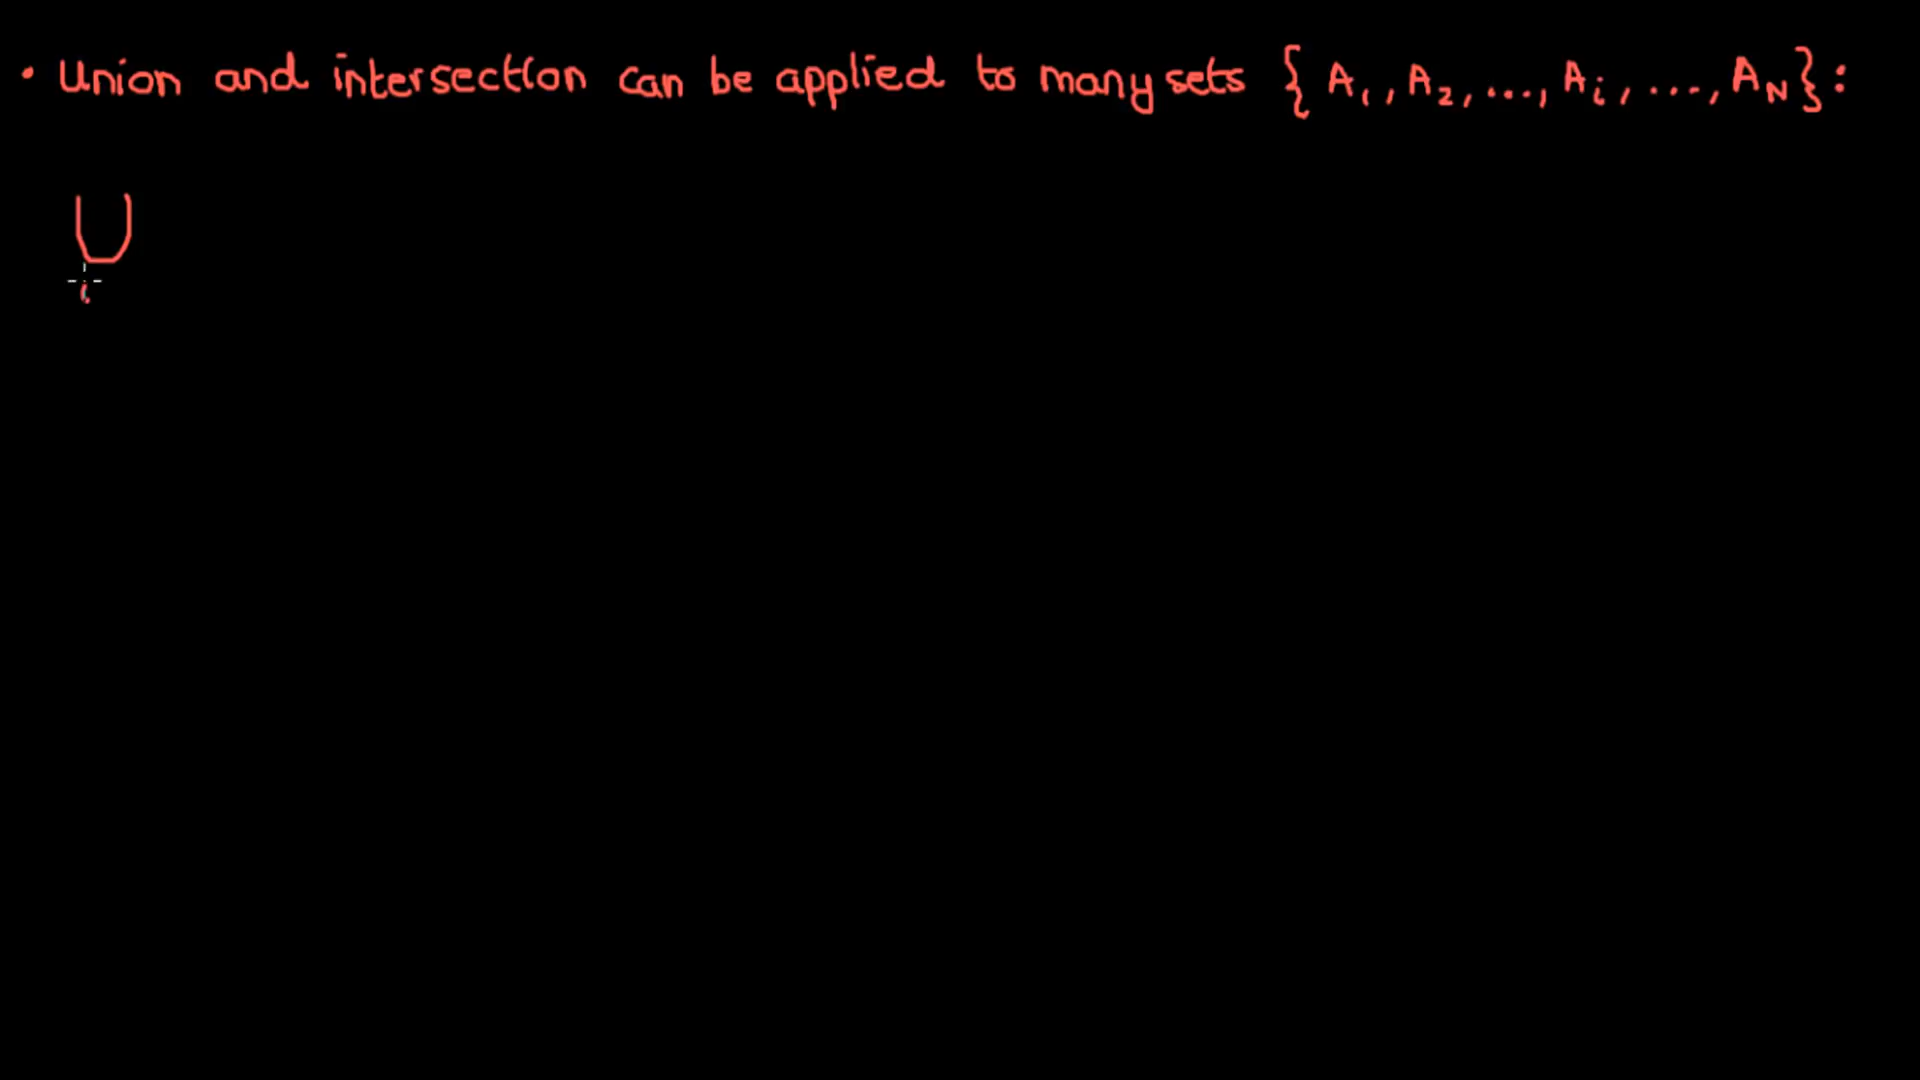 • Union and intersection can be applied to many sets { A₁, A₂, ..., Aᵢ, ...., A_N }:
U
i